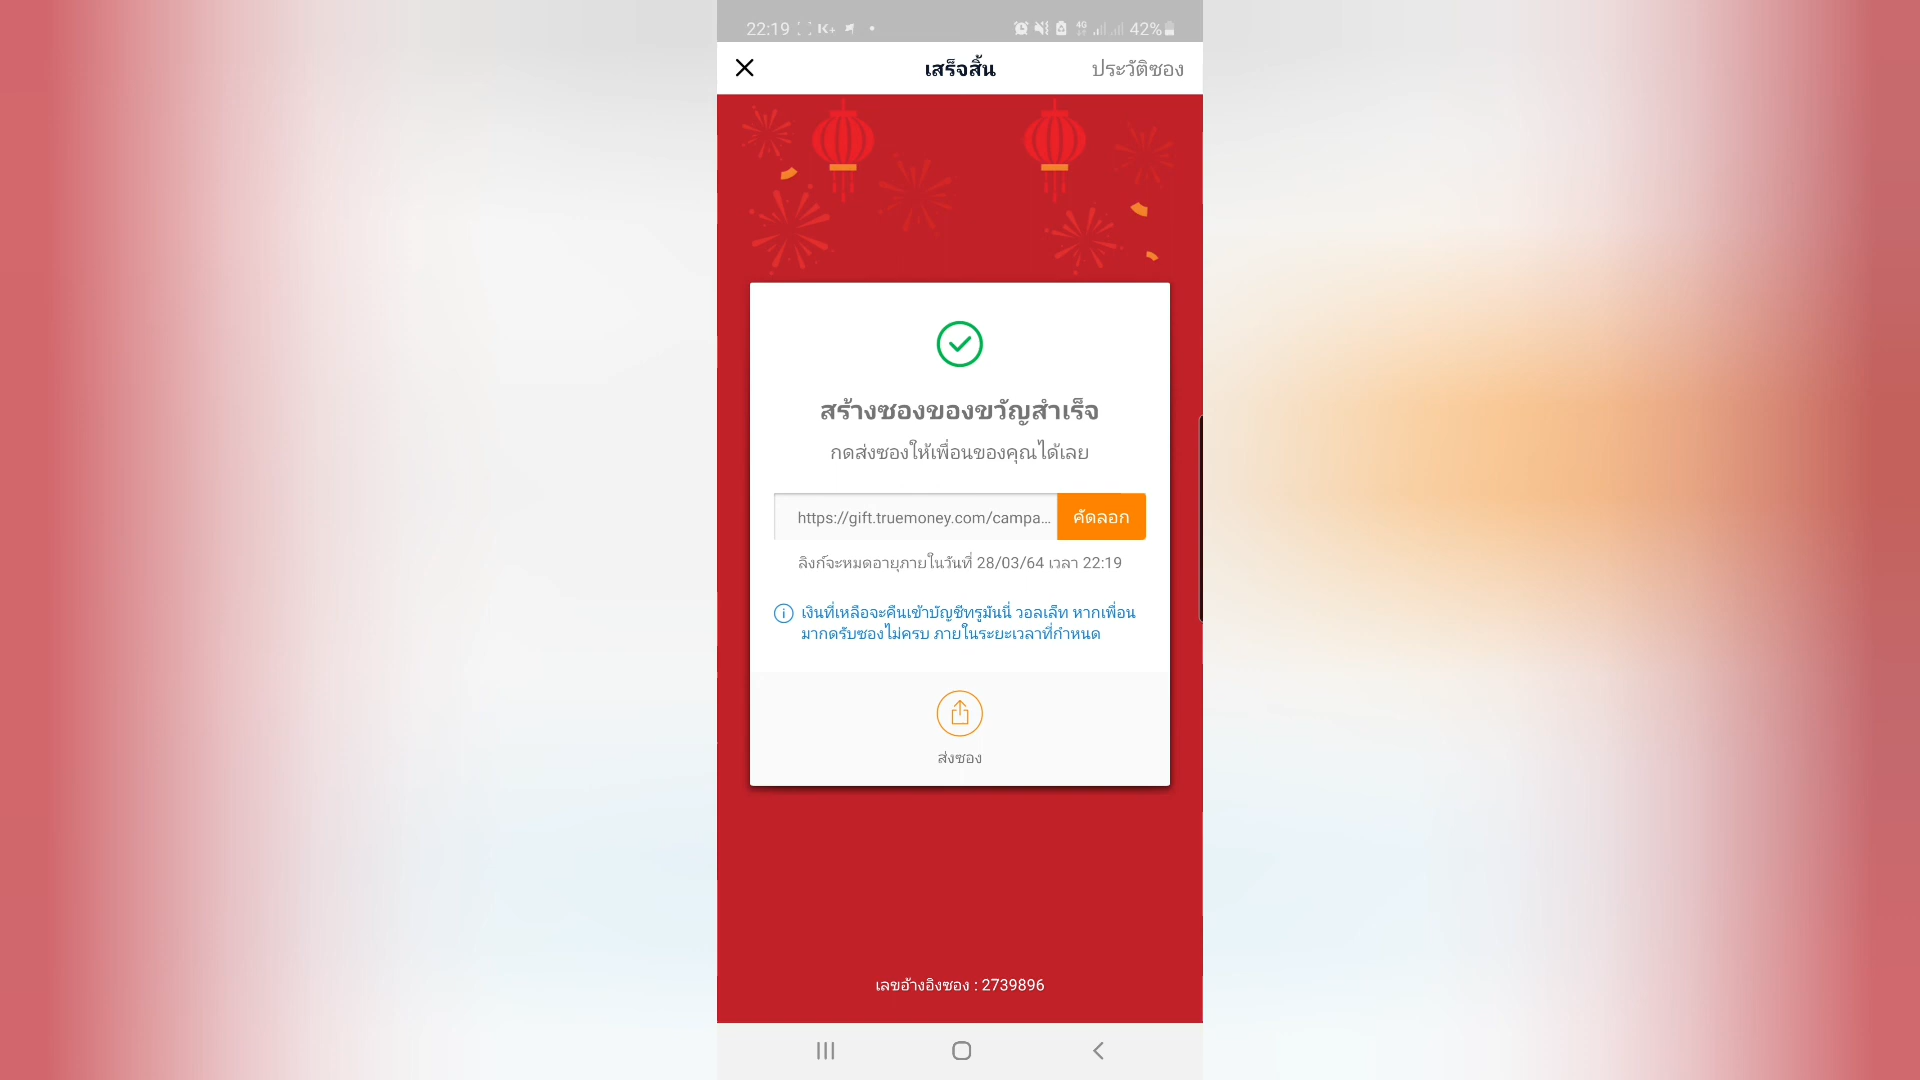 22:19 K+ 4G 42%
เสร็จสิ้น ประวัติซอง
สร้างซองของขวัญสำเร็จ
กดส่งซองให้เพื่อนของคุณได้เลย
https://gift.truemoney.com/campa... คัดลอก
ลิงก์จะหมดอายุภายในวันที่ 28/03/64 เวลา 22:19
เงินที่เหลือจะคืนเข้าบัญชีทรูมันนี่ วอลเล็ท หากเพื่อน
มากดรับซองไม่ครบ ภายในระยะเวลาที่กำหนด
ส่งซอง
เลขอ้างอิงซอง : 2739896